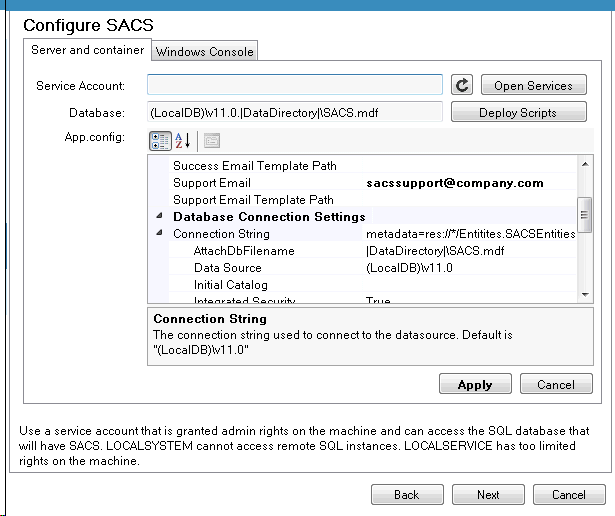 Configure SACS
Server and container
Windows Console
Service Account:
Open Services
Database:
(LocalDB)\v11.0.|DataDirectory|\SACS.mdf
Deploy Scripts
App.config:
Success Email Template Path
Support Email
sacssupport@company.com
Support Email Template Path
Database Connection Settings
Connection String
metadata=res://*/Entitites.SACSEntities
AttachDbFilename
|DataDirectory|\SACS.mdf
Data Source
(LocalDB)\v11.0
Initial Catalog
Integrated Security
True
Connection String
The connection string used to connect to the datasource. Default is
"(LocalDB)\v11.0"
Apply
Cancel
Use a service account that is granted admin rights on the machine and can access the SQL database that
will have SACS. LOCALSYSTEM cannot access remote SQL instances. LOCALSERVICE has too limited
rights on the machine.
Back
Next
Cancel